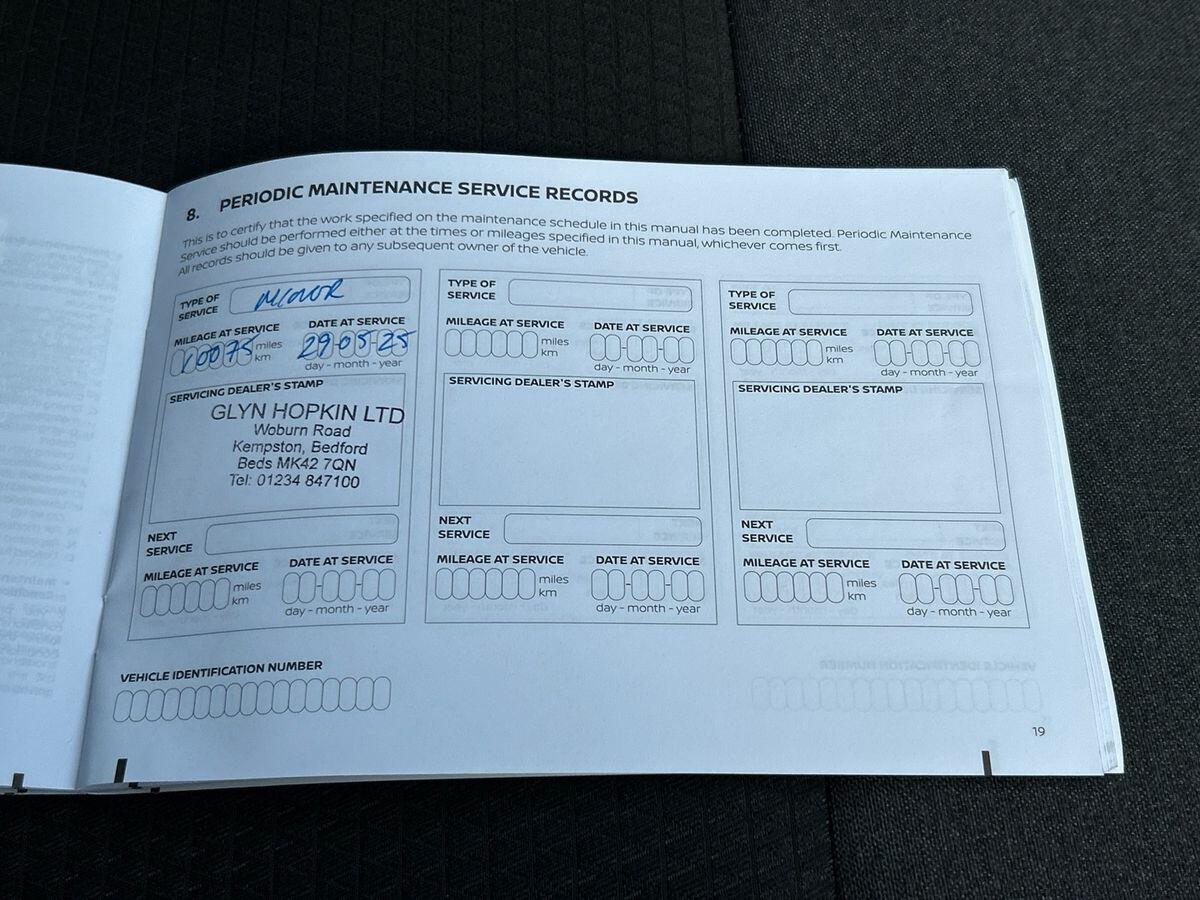 8. PERIODIC MAINTENANCE SERVICE RECORDS
This is to certify that the work specified on the maintenance schedule in this manual has been completed. Periodic Maintenance
Service should be performed either at the times or mileages specified in this manual, whichever comes first.
All records should be given to any subsequent owner of the vehicle.
TYPE OF SERVICE MINOR
MILEAGE AT SERVICE DATE AT SERVICE
10075 miles km 29-05-25
day - month - year
SERVICING DEALER'S STAMP
GLYN HOPKIN LTD
Woburn Road
Kempston, Bedford
Beds MK42 7QN
Tel: 01234 847100
NEXT SERVICE
MILEAGE AT SERVICE DATE AT SERVICE
miles km
day - month - year
TYPE OF SERVICE
MILEAGE AT SERVICE DATE AT SERVICE
miles km
day - month - year
SERVICING DEALER'S STAMP
NEXT SERVICE
MILEAGE AT SERVICE DATE AT SERVICE
miles km
day - month - year
TYPE OF SERVICE
MILEAGE AT SERVICE DATE AT SERVICE
miles km
day - month - year
SERVICING DEALER'S STAMP
NEXT SERVICE
MILEAGE AT SERVICE DATE AT SERVICE
miles km
day - month - year
VEHICLE IDENTIFICATION NUMBER
19